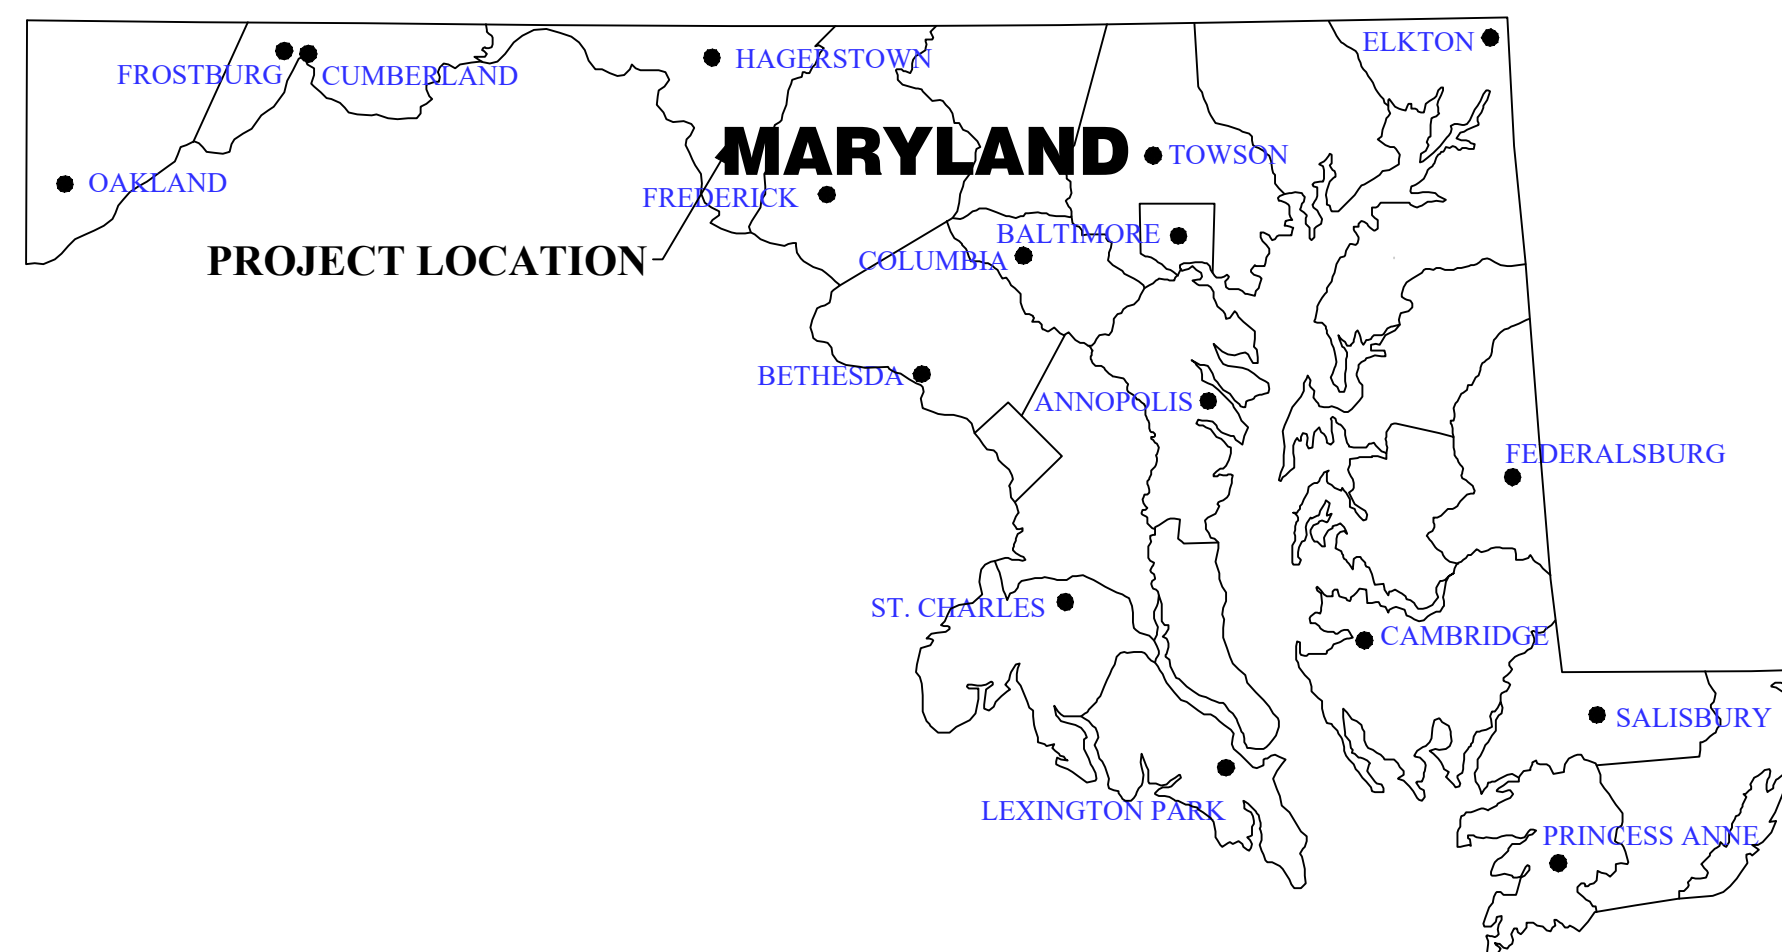 ELKTON
HAGERSTOWN
FROSTBURG
CUMBERLAND
MARYLAND
TOWSON
OAKLAND
FREDERICK
BALTIMORE
PROJECT LOCATION
COLUMBIA
BETHESDA
ANNOPOLIS
FEDERALSBURG
ST. CHARLES
CAMBRIDGE
SALISBURY
LEXINGTON PARK
PRINCESS ANNE